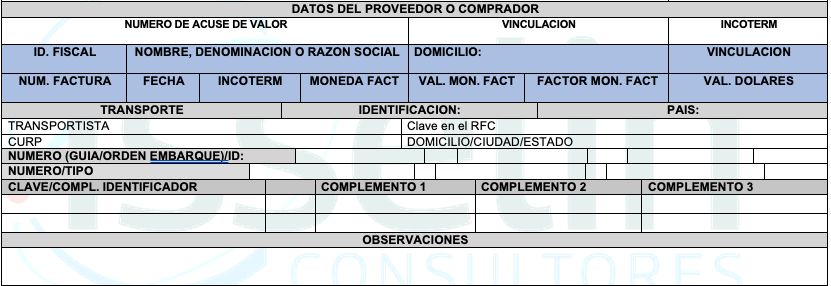 DATOS DEL PROVEEDOR O COMPRADOR
NUMERO DE ACUSE DE VALOR VINCULACION INCOTERM
ID. FISCAL NOMBRE, DENOMINACION O RAZON SOCIAL DOMICILIO: VINCULACION
NUM. FACTURA FECHA INCOTERM MONEDA FACT VAL. MON. FACT FACTOR MON. FACT VAL. DOLARES
TRANSPORTE IDENTIFICACION: PAIS:
TRANSPORTISTA Clave en el RFC
CURP DOMICILIO/CIUDAD/ESTADO
NUMERO (GUIA/ORDEN EMBARQUE)/ID:
NUMERO/TIPO
CLAVE/COMPL. IDENTIFICADOR COMPLEMENTO 1 COMPLEMENTO 2 COMPLEMENTO 3
OBSERVACIONES
CONSULTORES